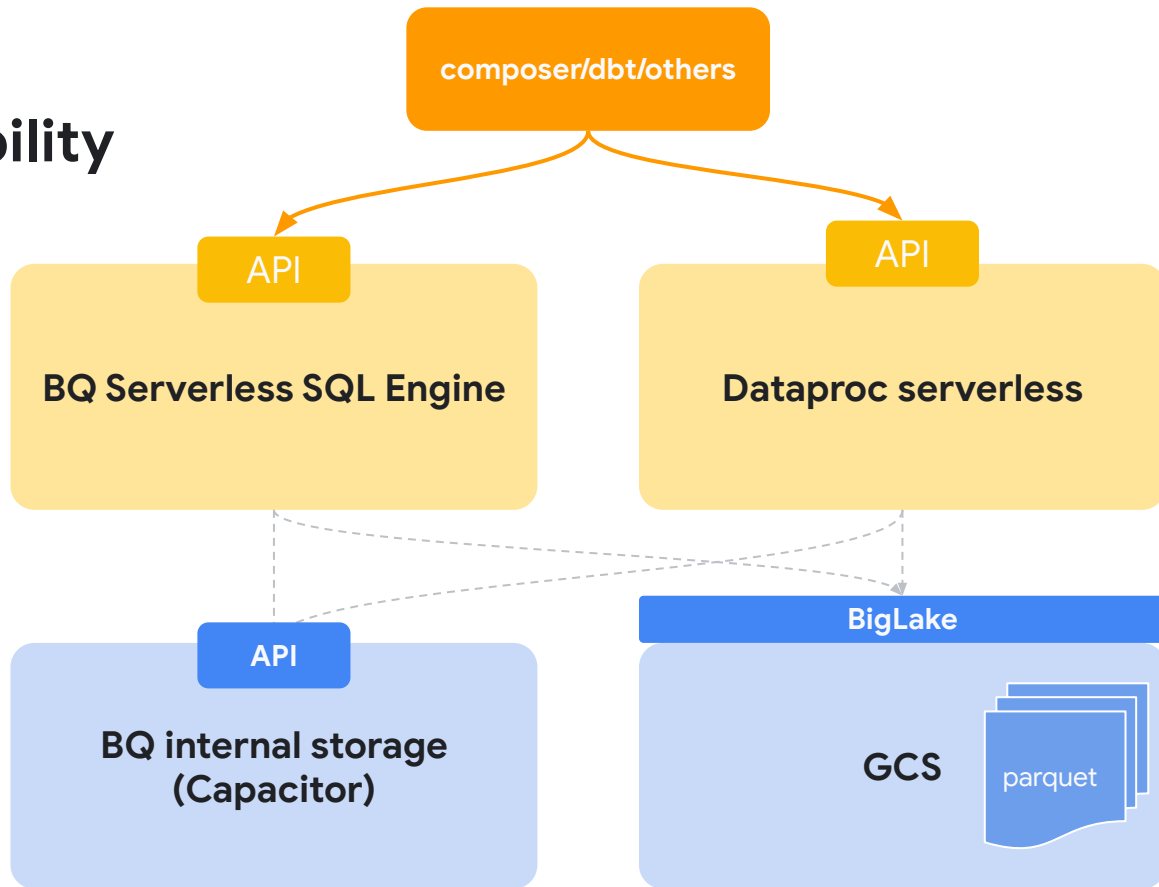 composer/dbt/others
API
API
BQ Serverless SQL Engine
Dataproc serverless
BigLake
API
BQ internal storage
(Capacitor)
GCS
parquet